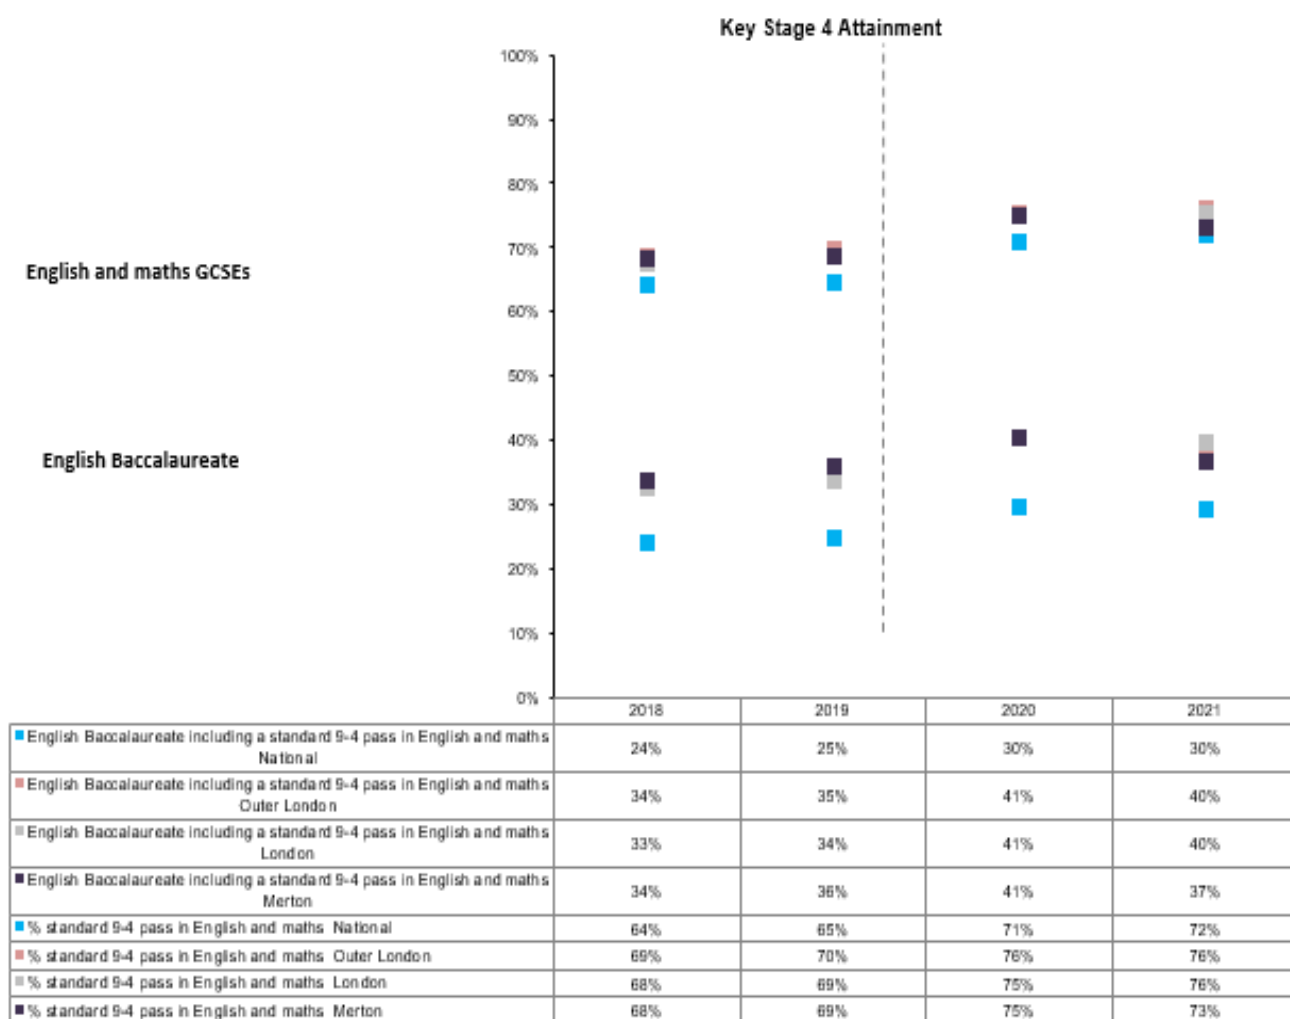 Key Stage 4 Attainment
100%
90%
80%
70%
English and maths GCSEs
60%
50%
40%
English Baccalaureate
30%
20%
10%
0%
2018 2019 2020 2021
English Baccalaureate including a standard 9-4 pass in English and maths
National 24% 25% 30% 30%
English Baccalaureate including a standard 9-4 pass in English and maths
Outer London 34% 35% 41% 40%
English Baccalaureate including a standard 9-4 pass in English and maths
London 33% 34% 41% 40%
English Baccalaureate including a standard 9-4 pass in English and maths
Merton 34% 36% 41% 37%
% standard 9-4 pass in English and maths National 64% 65% 71% 72%
% standard 9-4 pass in English and maths Outer London 69% 70% 76% 76%
% standard 9-4 pass in English and maths London 68% 69% 75% 76%
% standard 9-4 pass in English and maths Merton 68% 69% 75% 73%